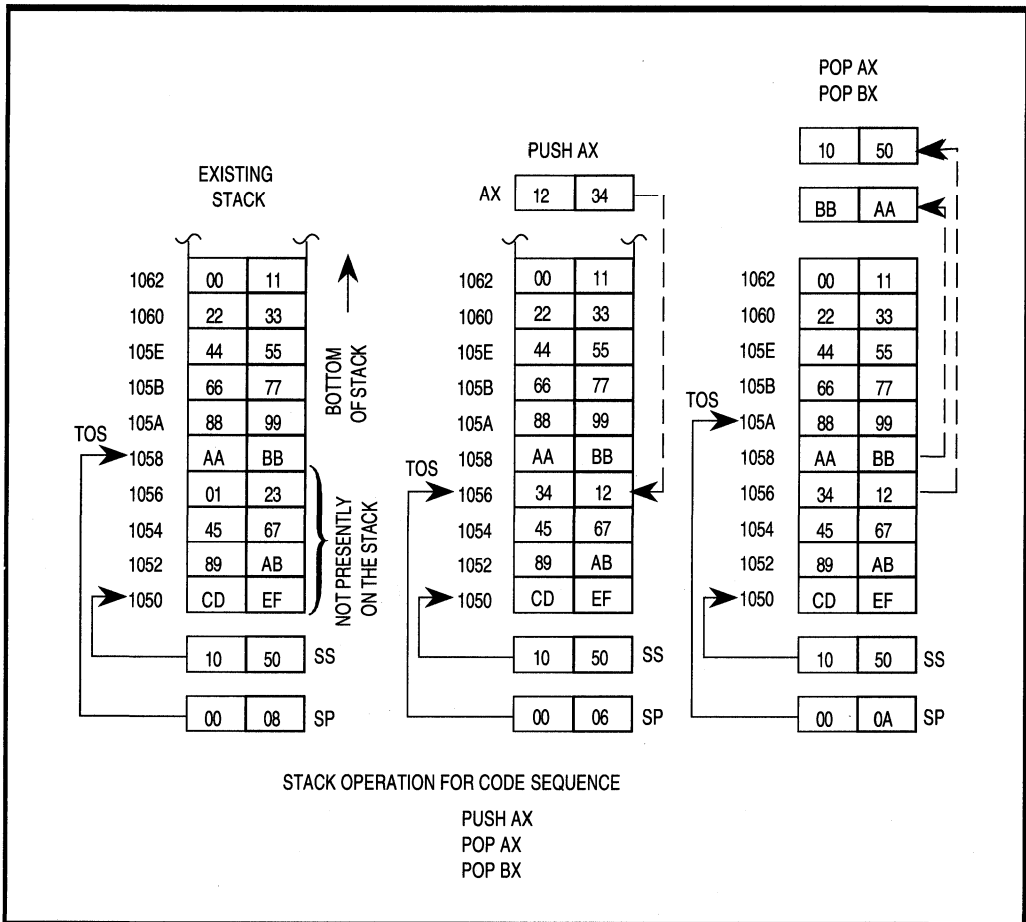 EXISTING
STACK
1062 00 11
1060 22 33
105E 44 55
105B 66 77
105A 88 99
TOS
1058 AA BB
1056 01 23
1054 45 67
1052 89 AB
1050 CD EF
10 50 SS
00 08 SP
BOTTOM
OF STACK
NOT PRESENTLY
ON THE STACK
PUSH AX
AX 12 34
1062 00 11
1060 22 33
105E 44 55
105B 66 77
105A 88 99
1058 AA BB
TOS
1056 34 12
1054 45 67
1052 89 AB
1050 CD EF
10 50 SS
00 06 SP
POP AX
POP BX
10 50
BB AA
1062 00 11
1060 22 33
105E 44 55
105B 66 77
TOS
105A 88 99
1058 AA BB
1056 34 12
1054 45 67
1052 89 AB
1050 CD EF
10 50 SS
00 0A SP
STACK OPERATION FOR CODE SEQUENCE
PUSH AX
POP AX
POP BX